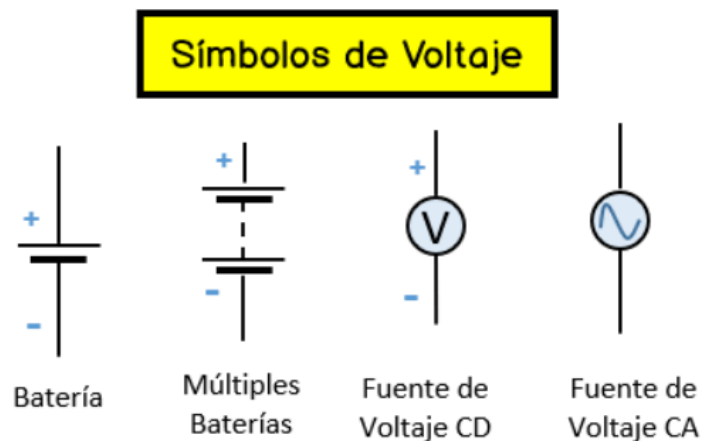 Símbolos de Voltaje
+
-
Batería
+
-
Múltiples
Baterías
+
V
-
Fuente de
Voltaje CD
Fuente de
Voltaje CA